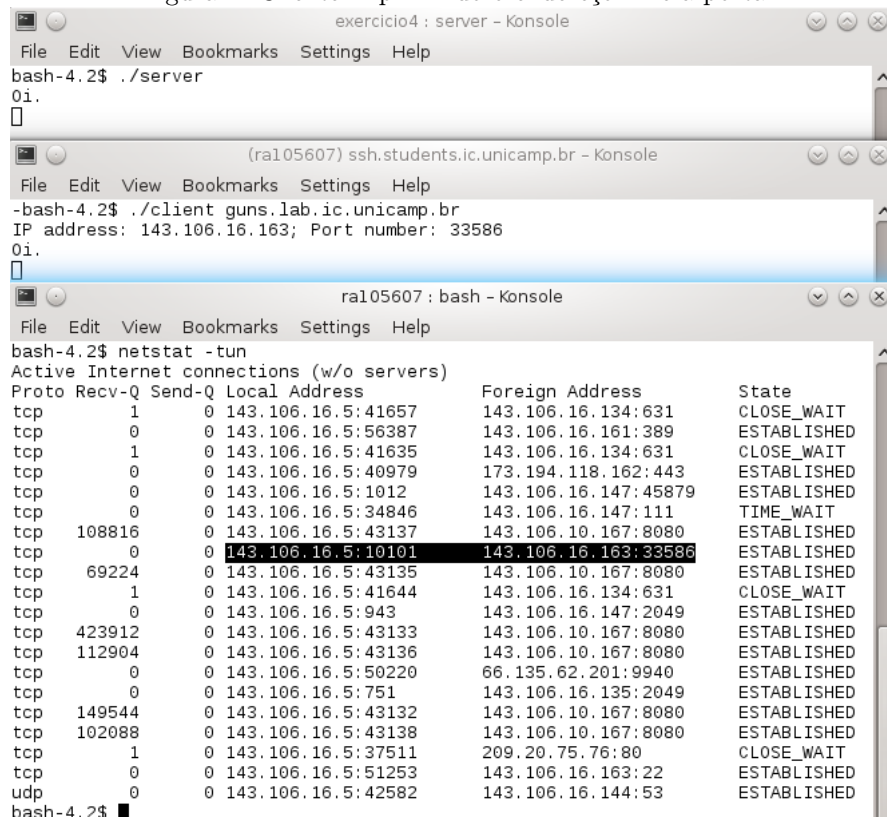 exercicio4 : server – Konsole
File Edit View Bookmarks Settings Help
bash-4.2$ ./server
Oi.
(ra105607) ssh.students.ic.unicamp.br – Konsole
File Edit View Bookmarks Settings Help
-bash-4.2$ ./client guns.lab.ic.unicamp.br
IP address: 143.106.16.163; Port number: 33586
Oi.
ra105607 : bash – Konsole
File Edit View Bookmarks Settings Help
bash-4.2$ netstat -tun
Active Internet connections (w/o servers)
Proto Recv-Q Send-Q Local Address Foreign Address State
tcp 1 0 143.106.16.5:41657 143.106.16.134:631 CLOSE_WAIT
tcp 0 0 143.106.16.5:56387 143.106.16.161:389 ESTABLISHED
tcp 1 0 143.106.16.5:41635 143.106.16.134:631 CLOSE_WAIT
tcp 0 0 143.106.16.5:40979 173.194.118.162:443 ESTABLISHED
tcp 0 0 143.106.16.5:1012 143.106.16.147:45879 ESTABLISHED
tcp 0 0 143.106.16.5:34846 143.106.16.147:111 TIME_WAIT
tcp 108816 0 143.106.16.5:43137 143.106.10.167:8080 ESTABLISHED
tcp 0 0 143.106.16.5:10101 143.106.16.163:33586 ESTABLISHED
tcp 69224 0 143.106.16.5:43135 143.106.10.167:8080 ESTABLISHED
tcp 1 0 143.106.16.5:41644 143.106.16.134:631 CLOSE_WAIT
tcp 0 0 143.106.16.5:943 143.106.16.147:2049 ESTABLISHED
tcp 423912 0 143.106.16.5:43133 143.106.10.167:8080 ESTABLISHED
tcp 112904 0 143.106.16.5:43136 143.106.10.167:8080 ESTABLISHED
tcp 0 0 143.106.16.5:50220 66.135.62.201:9940 ESTABLISHED
tcp 0 0 143.106.16.5:751 143.106.16.135:2049 ESTABLISHED
tcp 149544 0 143.106.16.5:43132 143.106.10.167:8080 ESTABLISHED
tcp 102088 0 143.106.16.5:43138 143.106.10.167:8080 ESTABLISHED
tcp 1 0 143.106.16.5:37511 209.20.75.76:80 CLOSE_WAIT
tcp 0 0 143.106.16.5:51253 143.106.16.163:22 ESTABLISHED
udp 0 0 143.106.16.5:42582 143.106.16.144:53 ESTABLISHED
bash-4.2$